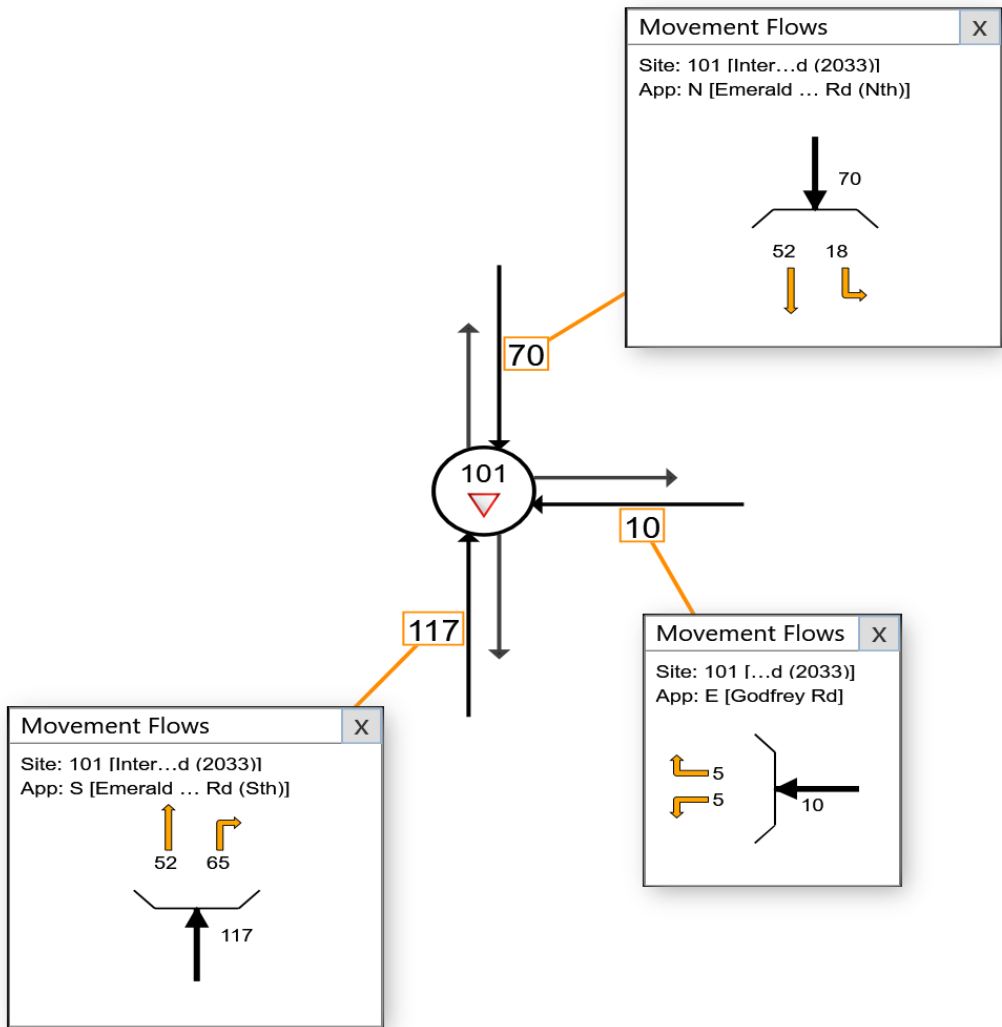 Movement Flows X
Site: 101 [Inter...d (2033)]
App: N [Emerald ... Rd (Nth)]
70
52 18
70
101
10
117
Movement Flows X
Site: 101 [...d (2033)]
App: E [Godfrey Rd]
5
5
10
Movement Flows X
Site: 101 [Inter...d (2033)]
App: S [Emerald ... Rd (Sth)]
52 65
117